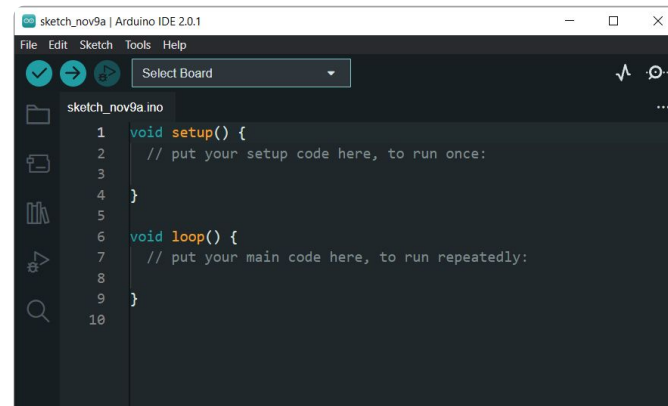 sketch_nov9a | Arduino IDE 2.0.1
File Edit Sketch Tools Help
Select Board
sketch_nov9a.ino
1 void setup() {
2 // put your setup code here, to run once:
3
4 }
5
6 void loop() {
7 // put your main code here, to run repeatedly:
8
9 }
10